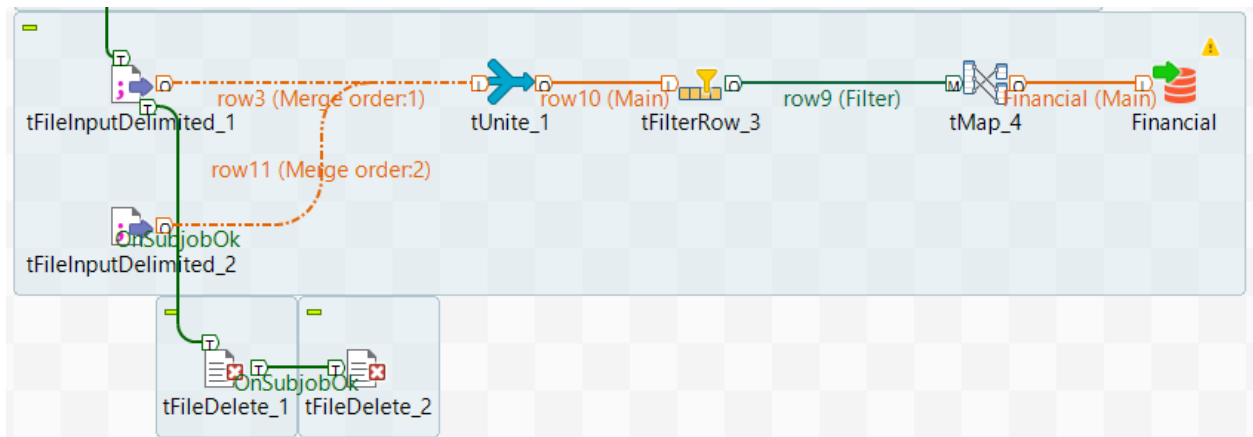 row3 (Merge order:1)
row10 (Main)
row9 (Filter)
Financial (Main)
tFileInputDelimited_1
tUnite_1
tFilterRow_3
tMap_4
Financial
row11 (Merge order:2)
OnSubjobOk
tFileInputDelimited_2
OnSubjobOk
tFileDelete_1
tFileDelete_2